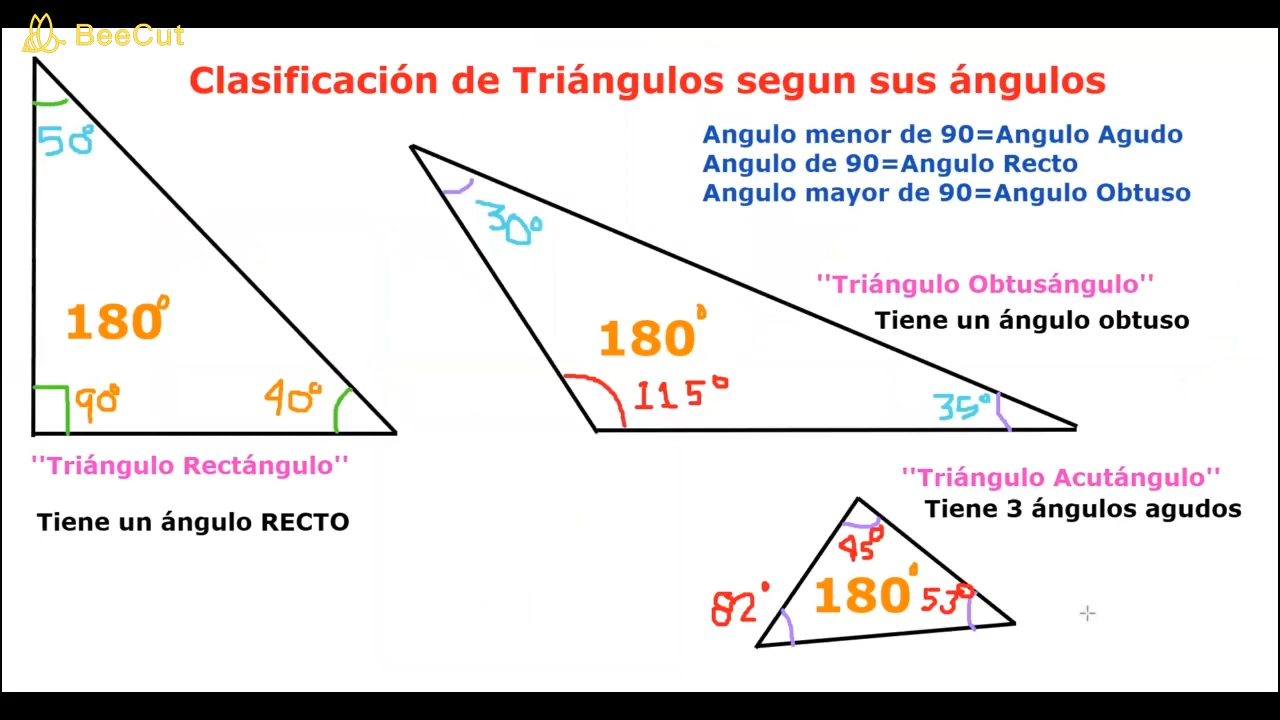 BeeCut
Clasificación de Triángulos segun sus ángulos
Angulo menor de 90=Angulo Agudo
Angulo de 90=Angulo Recto
Angulo mayor de 90=Angulo Obtuso
50°
180°
90°
40°
''Triángulo Rectángulo''
Tiene un ángulo RECTO
30°
180°
115°
35°
''Triángulo Obtusángulo''
Tiene un ángulo obtuso
''Triángulo Acutángulo''
Tiene 3 ángulos agudos
45°
82°
180°
53°